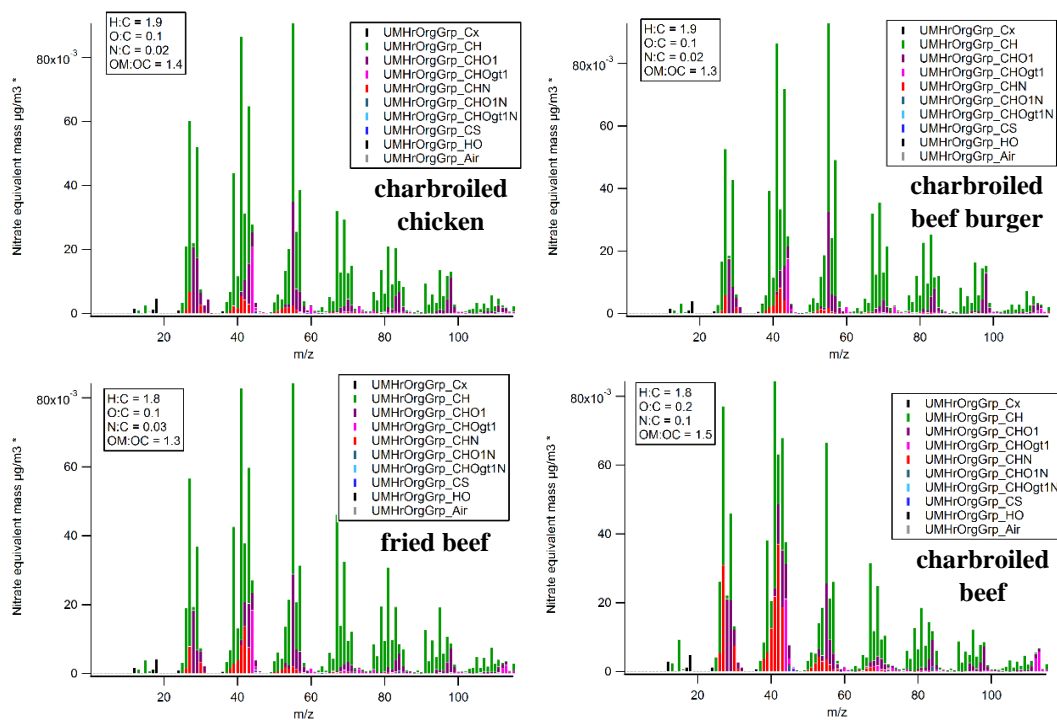 H:C = 1.9
O:C = 0.1
N:C = 0.02
OM:OC = 1.4
UMHrOrgGrp_Cx
UMHrOrgGrp_CH
UMHrOrgGrp_CHO1
UMHrOrgGrp_CHOgt1
UMHrOrgGrp_CHN
UMHrOrgGrp_CHO1N
UMHrOrgGrp_CHOgt1N
UMHrOrgGrp_CS
UMHrOrgGrp_HO
UMHrOrgGrp_Air
charbroiled
chicken
Nitrate equivalent mass µg/m3 *
80x10-3
60
40
20
0
20 40 60 80 100
m/z
H:C = 1.9
O:C = 0.1
N:C = 0.02
OM:OC = 1.3
UMHrOrgGrp_Cx
UMHrOrgGrp_CH
UMHrOrgGrp_CHO1
UMHrOrgGrp_CHOgt1
UMHrOrgGrp_CHN
UMHrOrgGrp_CHO1N
UMHrOrgGrp_CHOgt1N
UMHrOrgGrp_CS
UMHrOrgGrp_HO
UMHrOrgGrp_Air
charbroiled
beef burger
Nitrate equivalent mass µg/m3 *
80x10-3
60
40
20
0
20 40 60 80 100
m/z
H:C = 1.8
O:C = 0.1
N:C = 0.03
OM:OC = 1.3
UMHrOrgGrp_Cx
UMHrOrgGrp_CH
UMHrOrgGrp_CHO1
UMHrOrgGrp_CHOgt1
UMHrOrgGrp_CHN
UMHrOrgGrp_CHO1N
UMHrOrgGrp_CHOgt1N
UMHrOrgGrp_CS
UMHrOrgGrp_HO
UMHrOrgGrp_Air
fried beef
Nitrate equivalent mass µg/m3 *
80x10-3
60
40
20
0
20 40 60 80 100
m/z
H:C = 1.8
O:C = 0.2
N:C = 0.1
OM:OC = 1.5
UMHrOrgGrp_Cx
UMHrOrgGrp_CH
UMHrOrgGrp_CHO1
UMHrOrgGrp_CHOgt1
UMHrOrgGrp_CHN
UMHrOrgGrp_CHO1N
UMHrOrgGrp_CHOgt1N
UMHrOrgGrp_CS
UMHrOrgGrp_HO
UMHrOrgGrp_Air
charbroiled
beef
Nitrate equivalent mass µg/m3 *
80x10-3
60
40
20
0
20 40 60 80 100
m/z